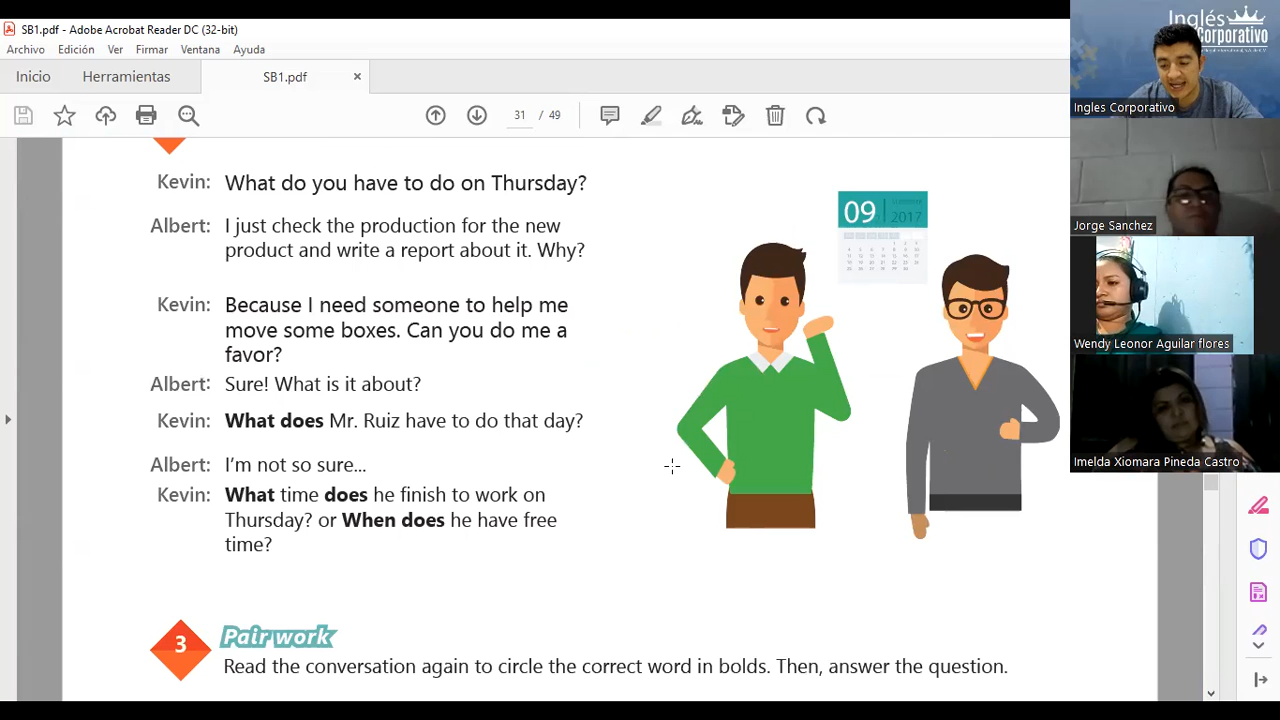 SB1.pdf - Adobe Acrobat Reader DC (32-bit)
Archivo Edición Ver Firmar Ventana Ayuda
Inicio Herramientas SB1.pdf ×
31 / 49
Kevin: What do you have to do on Thursday?
Albert: I just check the production for the new
product and write a report about it. Why?
Kevin: Because I need someone to help me
move some boxes. Can you do me a
favor?
Albert: Sure! What is it about?
Kevin: What does Mr. Ruiz have to do that day?
Albert: I'm not so sure...
Kevin: What time does he finish to work on
Thursday? or When does he have free
time?
09
2017
3 Pair work
Read the conversation again to circle the correct word in bolds. Then, answer the question.
Inglés
Corporativo
Ingles Corporativo
Jorge Sanchez
Wendy Leonor Aguilar flores
Imelda Xiomara Pineda Castro